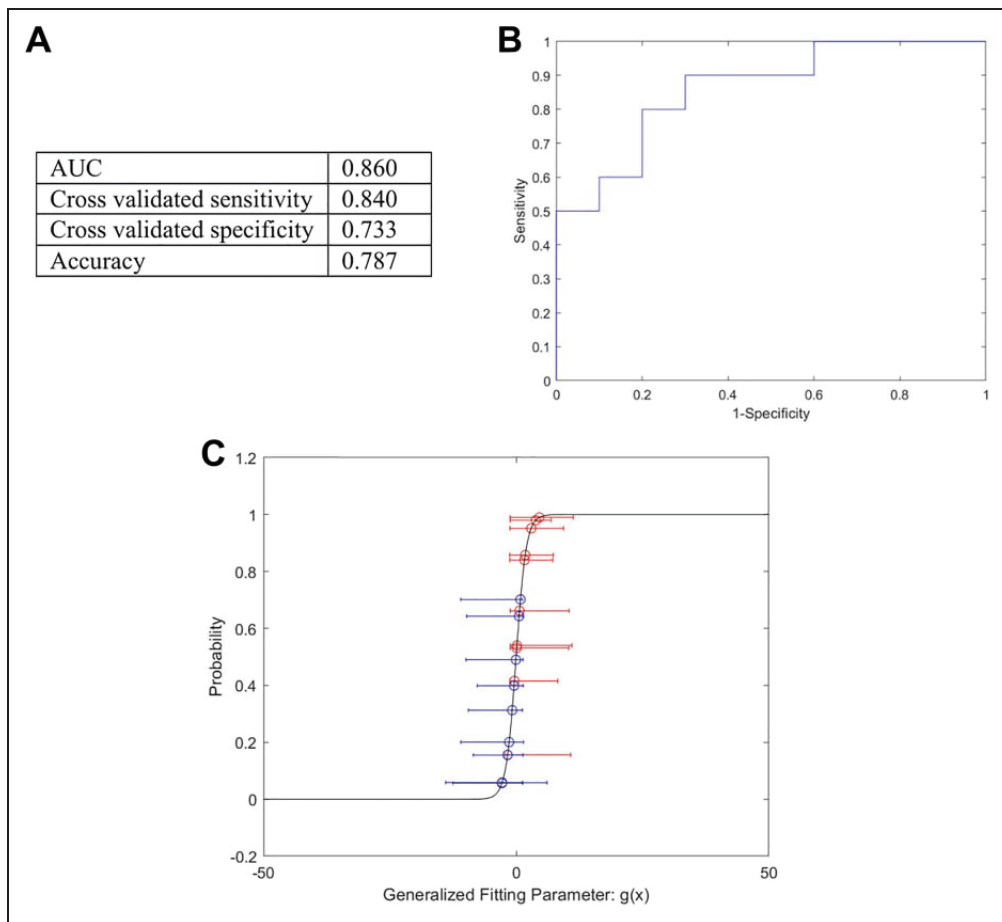 A
AUC 0.860
Cross validated sensitivity 0.840
Cross validated specificity 0.733
Accuracy 0.787
B
1
0.9
0.8
0.7
0.6
0.5
0.4
0.3
0.2
0.1
0
Sensitivity
0 0.2 0.4 0.6 0.8 1
1-Specificity
C
1.2
1
0.8
0.6
0.4
0.2
0
-0.2
Probability
-50 0 50
Generalized Fitting Parameter: g(x)